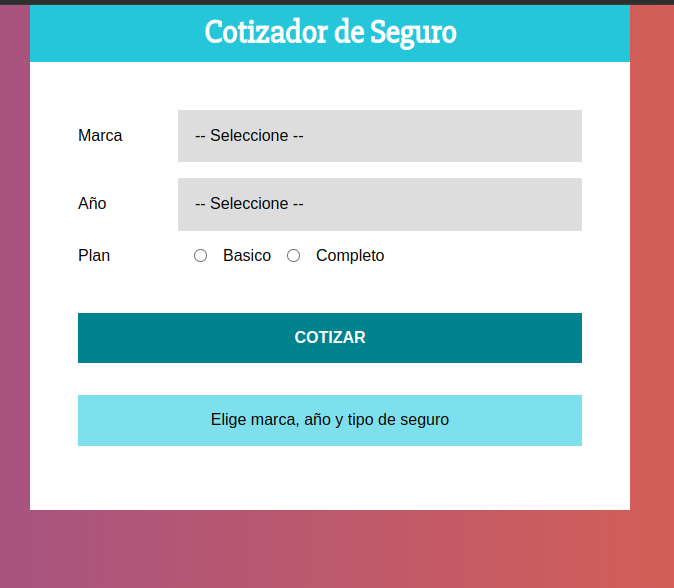 Cotizador de Seguro
Marca -- Seleccione --
Año -- Seleccione --
Plan Basico Completo
COTIZAR
Elige marca, año y tipo de seguro